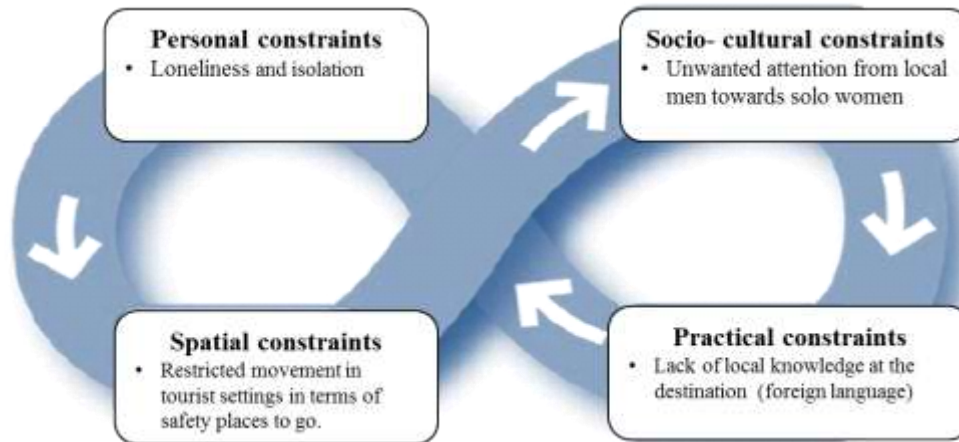 Personal constraints
• Loneliness and isolation
Socio- cultural constraints
• Unwanted attention from local
men towards solo women
Spatial constraints
• Restricted movement in
tourist settings in terms of
safety places to go.
Practical constraints
• Lack of local knowledge at the
destination (foreign language)